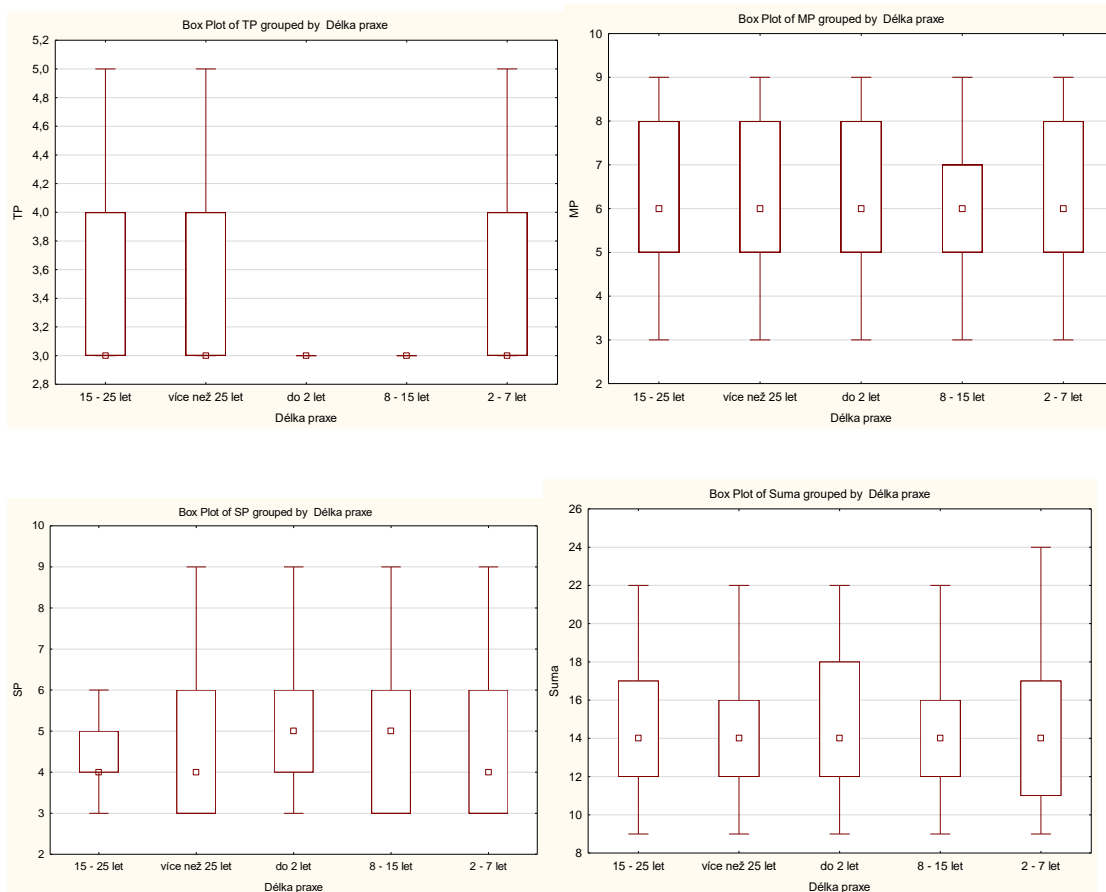 Box Plot of TP grouped by Délka praxe
5,2
5,0
4,8
4,6
4,4
4,2
4,0
3,8
3,6
3,4
3,2
3,0
2,8
TP
15 - 25 let
více než 25 let
do 2 let
8 - 15 let
2 - 7 let
Délka praxe
Box Plot of MP grouped by Délka praxe
10
9
8
7
6
5
4
3
2
MP
15 - 25 let
více než 25 let
do 2 let
8 - 15 let
2 - 7 let
Délka praxe
Box Plot of SP grouped by Délka praxe
10
9
8
7
6
5
4
3
2
SP
15 - 25 let
více než 25 let
do 2 let
8 - 15 let
2 - 7 let
Délka praxe
Box Plot of Suma grouped by Délka praxe
26
24
22
20
18
16
14
12
10
8
Suma
15 - 25 let
více než 25 let
do 2 let
8 - 15 let
2 - 7 let
Délka praxe